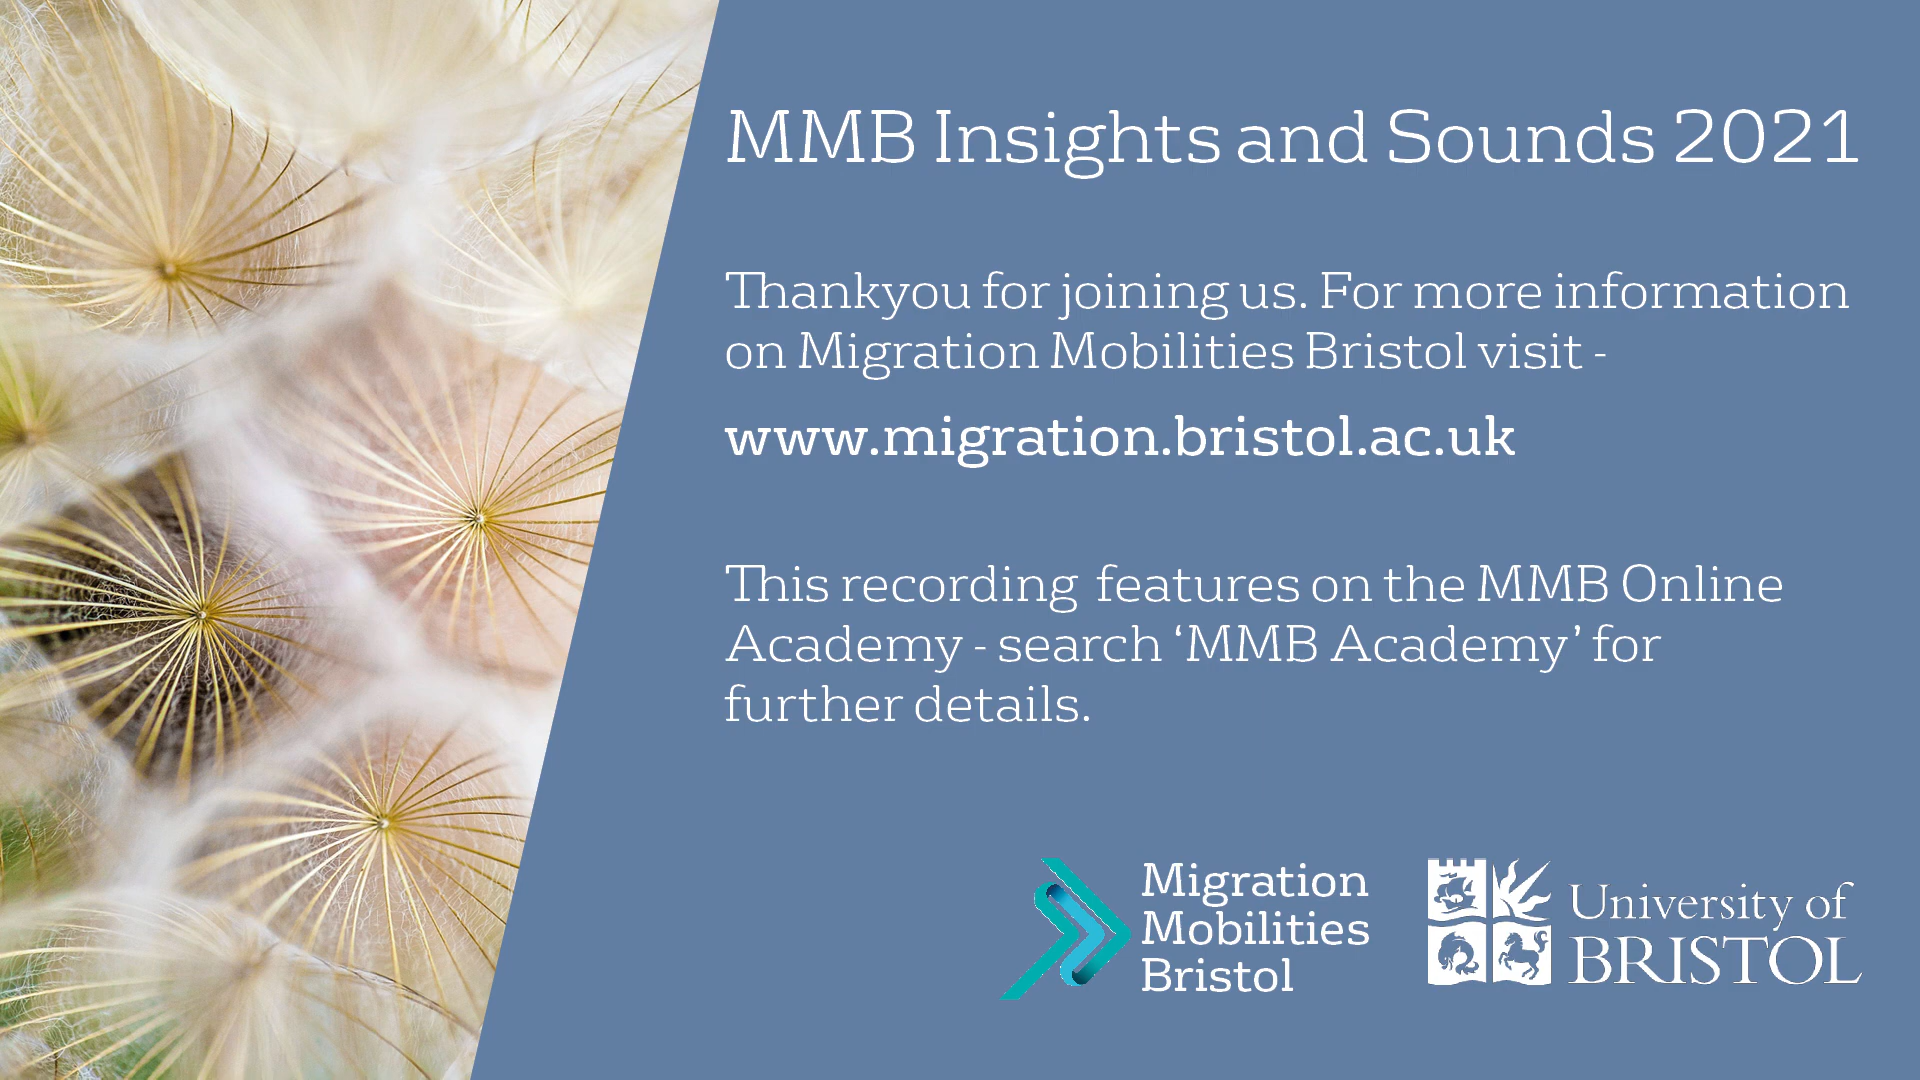 MMB Insights and Sounds 2021
Thankyou for joining us. For more information
on Migration Mobilities Bristol visit -
www.migration.bristol.ac.uk
This recording features on the MMB Online
Academy - search ‘MMB Academy’ for
further details.
Migration
Mobilities
Bristol
University of
BRISTOL